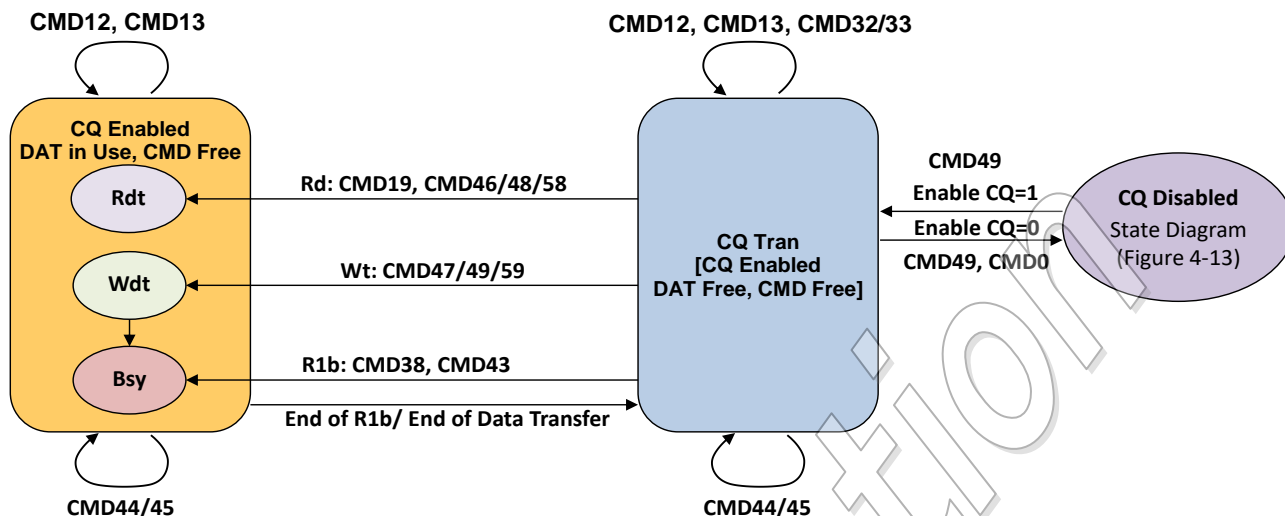 CMD12, CMD13
CMD12, CMD13, CMD32/33
CQ Enabled
DAT in Use, CMD Free
Rdt
Wdt
Bsy
Rd: CMD19, CMD46/48/58
Wt: CMD47/49/59
R1b: CMD38, CMD43
End of R1b/ End of Data Transfer
CQ Tran
[CQ Enabled
DAT Free, CMD Free]
CMD49
Enable CQ=1
Enable CQ=0
CMD49, CMD0
CQ Disabled
State Diagram
(Figure 4-13)
CMD44/45
CMD44/45
tion